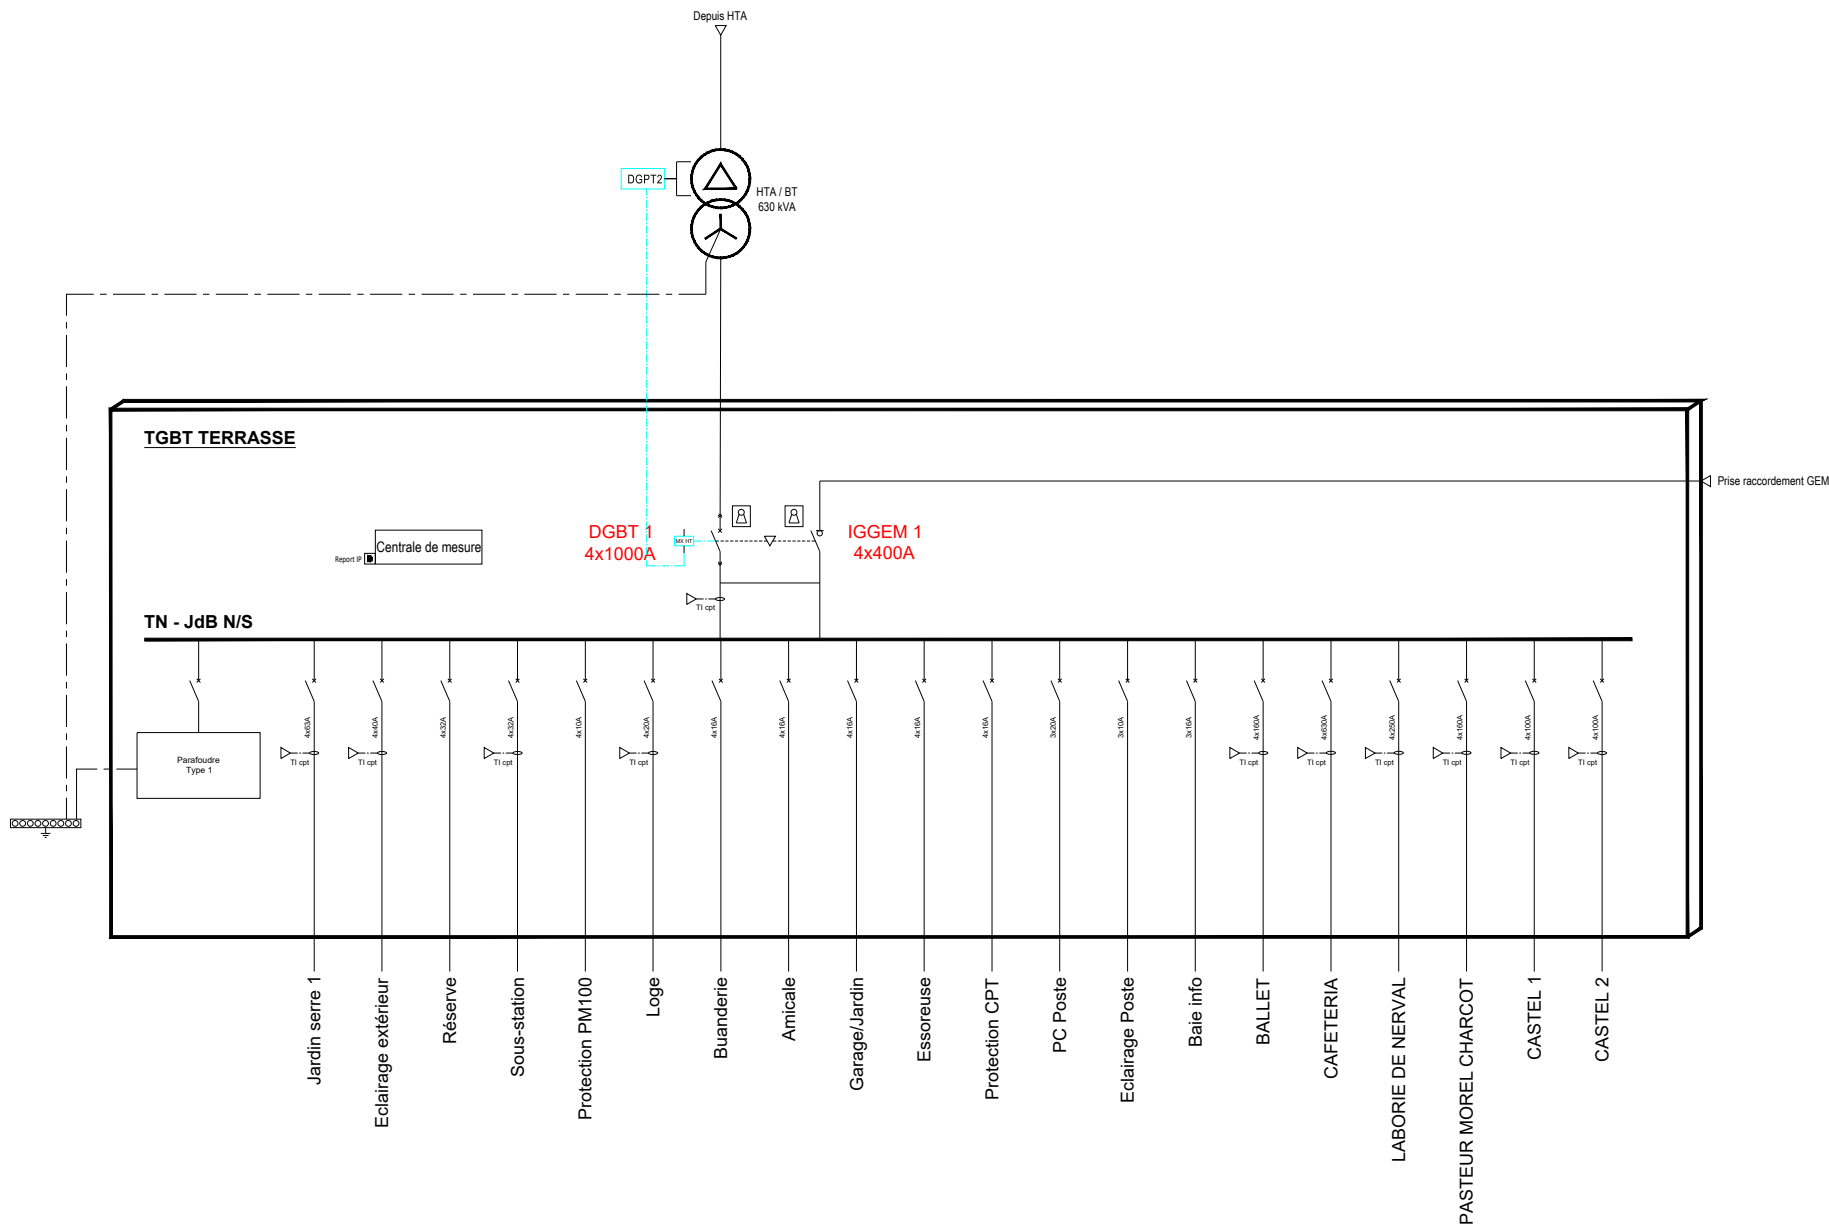 Depuis HTA
DGPT2
HTA / BT
630 kVA
TGBT TERRASSE
Prise raccordement GEM
DGBT 1
4x1000A
MX HT
IGGEM 1
4x400A
Centrale de mesure
Report IP
TI cpt
TN - JdB N/S
4x63A
4x40A
4x32A
4x32A
4x10A
4x20A
4x16A
4x16A
4x16A
4x16A
4x16A
3x20A
3x10A
3x16A
4x160A
4x630A
4x250A
4x160A
4x100A
4x100A
Parafoudre
Type 1
TI cpt
TI cpt
TI cpt
TI cpt
TI cpt
TI cpt
TI cpt
TI cpt
TI cpt
TI cpt
Jardin serre 1
Eclairage extérieur
Réserve
Sous-station
Protection PM100
Loge
Buanderie
Amicale
Garage/Jardin
Essoreuse
Protection CPT
PC Poste
Eclairage Poste
Baie info
BALLET
CAFETERIA
LABORIE DE NERVAL
PASTEUR MOREL CHARCOT
CASTEL 1
CASTEL 2